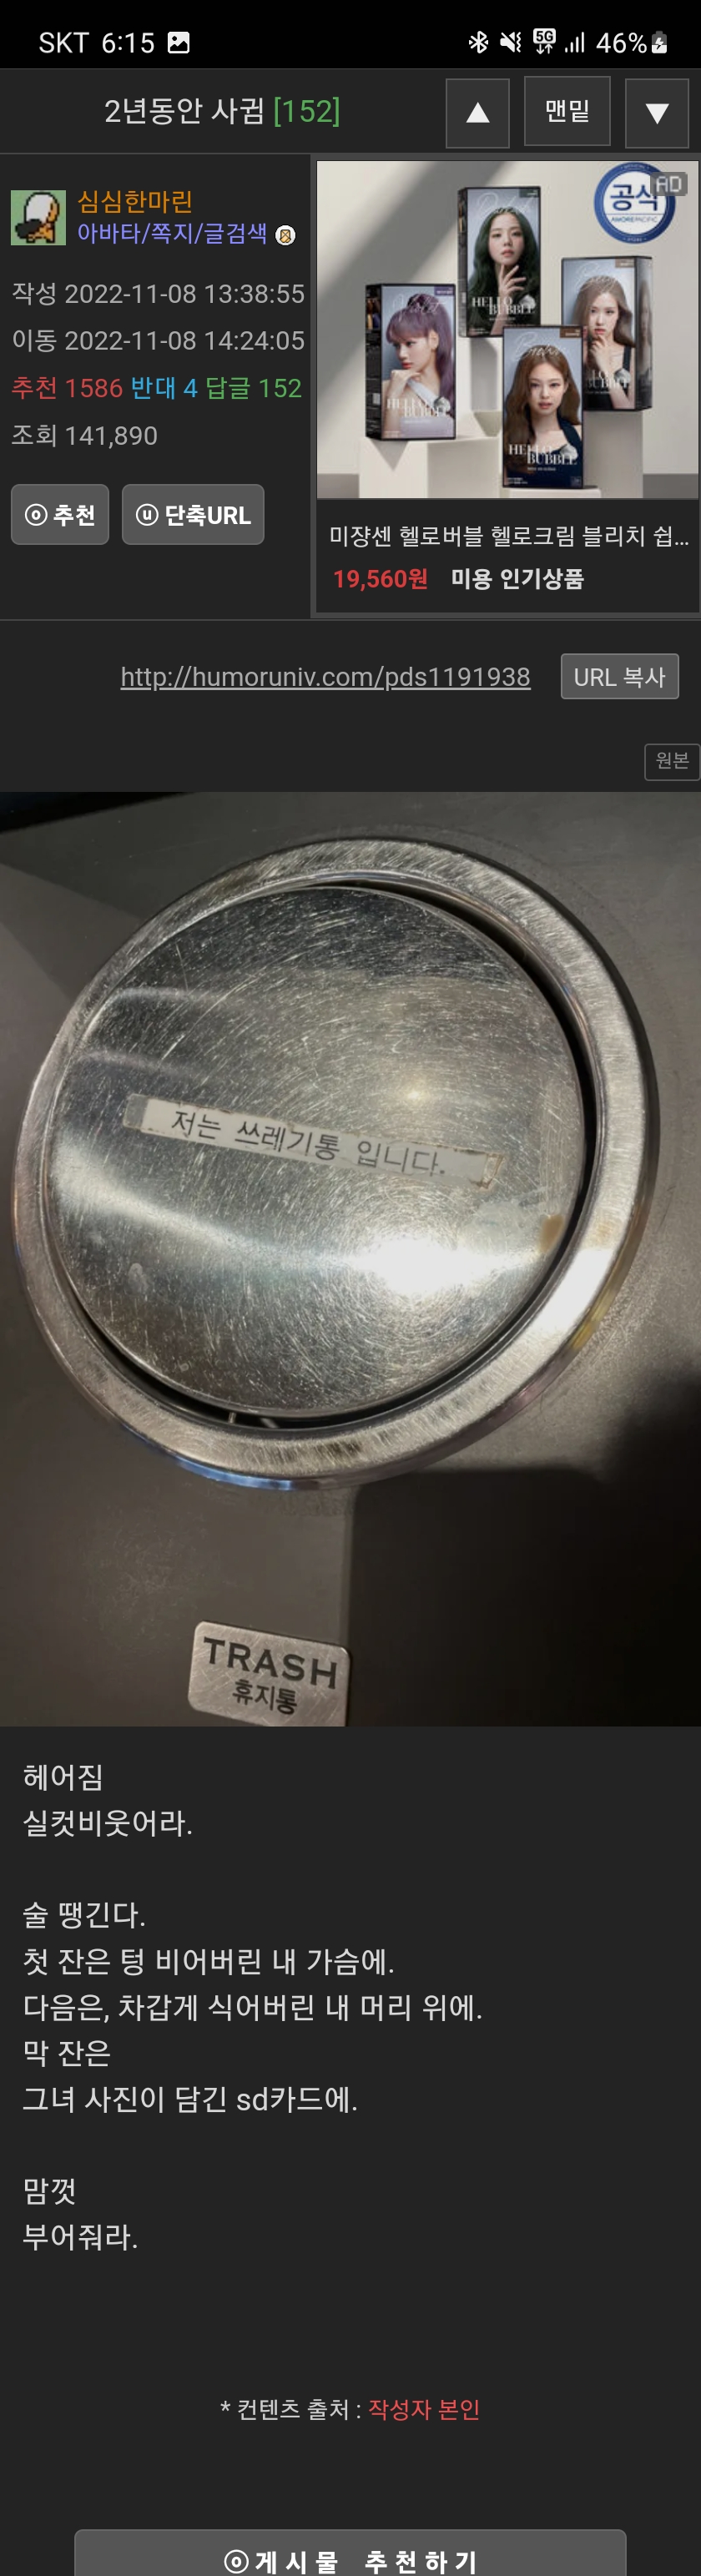 SKT 6:15 5G 46%
2년동안 사귐 [152] ▲ 맨밑 ▼
심심한마린
아바타/쪽지/글검색
작성 2022-11-08 13:38:55
이동 2022-11-08 14:24:05
추천 1586 반대 4 답글 152
조회 141,890
추천 단축URL
공식 AD
AMOREPACIFIC
HELLO BUBBLE
HELLO BUBBLE
HELLO BUBBLE
미쟝센 헬로버블 헬로크림 블리치 쉽...
19,560원 미용 인기상품
http://humoruniv.com/pds1191938 URL 복사
원본
저는 쓰레기통 입니다.
TRASH
휴지통
헤어짐
실컷비웃어라.
술 땡긴다.
첫 잔은 텅 비어버린 내 가슴에.
다음은, 차갑게 식어버린 내 머리 위에.
막 잔은
그녀 사진이 담긴 sd카드에.
맘껏
부어줘라.
* 컨텐츠 출처 : 작성자 본인
게시물 추천하기